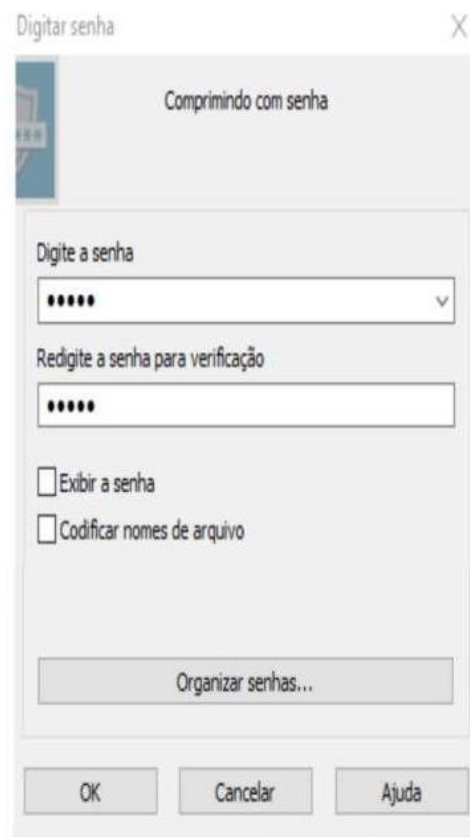 Digitar senha
Comprimindo com senha
Digite a senha
•••••
Redigite a senha para verificação
•••••
Exibir a senha
Codificar nomes de arquivo
Organizar senhas...
OK
Cancelar
Ajuda